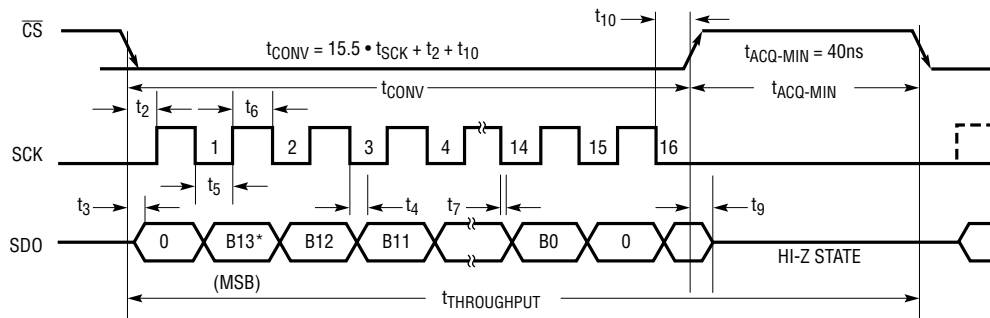 t10
CS
tCONV = 15.5 • tSCK + t2 + t10
tACQ-MIN = 40ns
tCONV
tACQ-MIN
t2
t6
SCK
1 2 3 4 14 15 16
t5
t3
t4
t7
t9
SDO
0 B13* B12 B11 B0 0
HI-Z STATE
(MSB)
tTHROUGHPUT